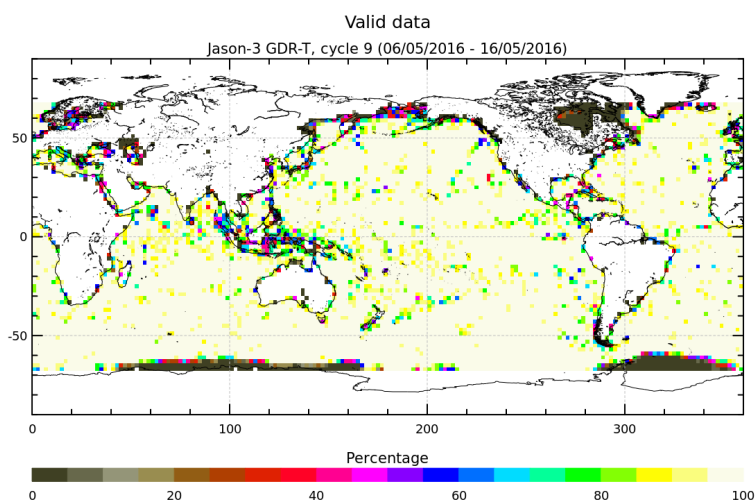 Valid data
Jason-3 GDR-T, cycle 9 (06/05/2016 - 16/05/2016)
50
0
-50
0 100 200 300
Percentage
0 20 40 60 80 100